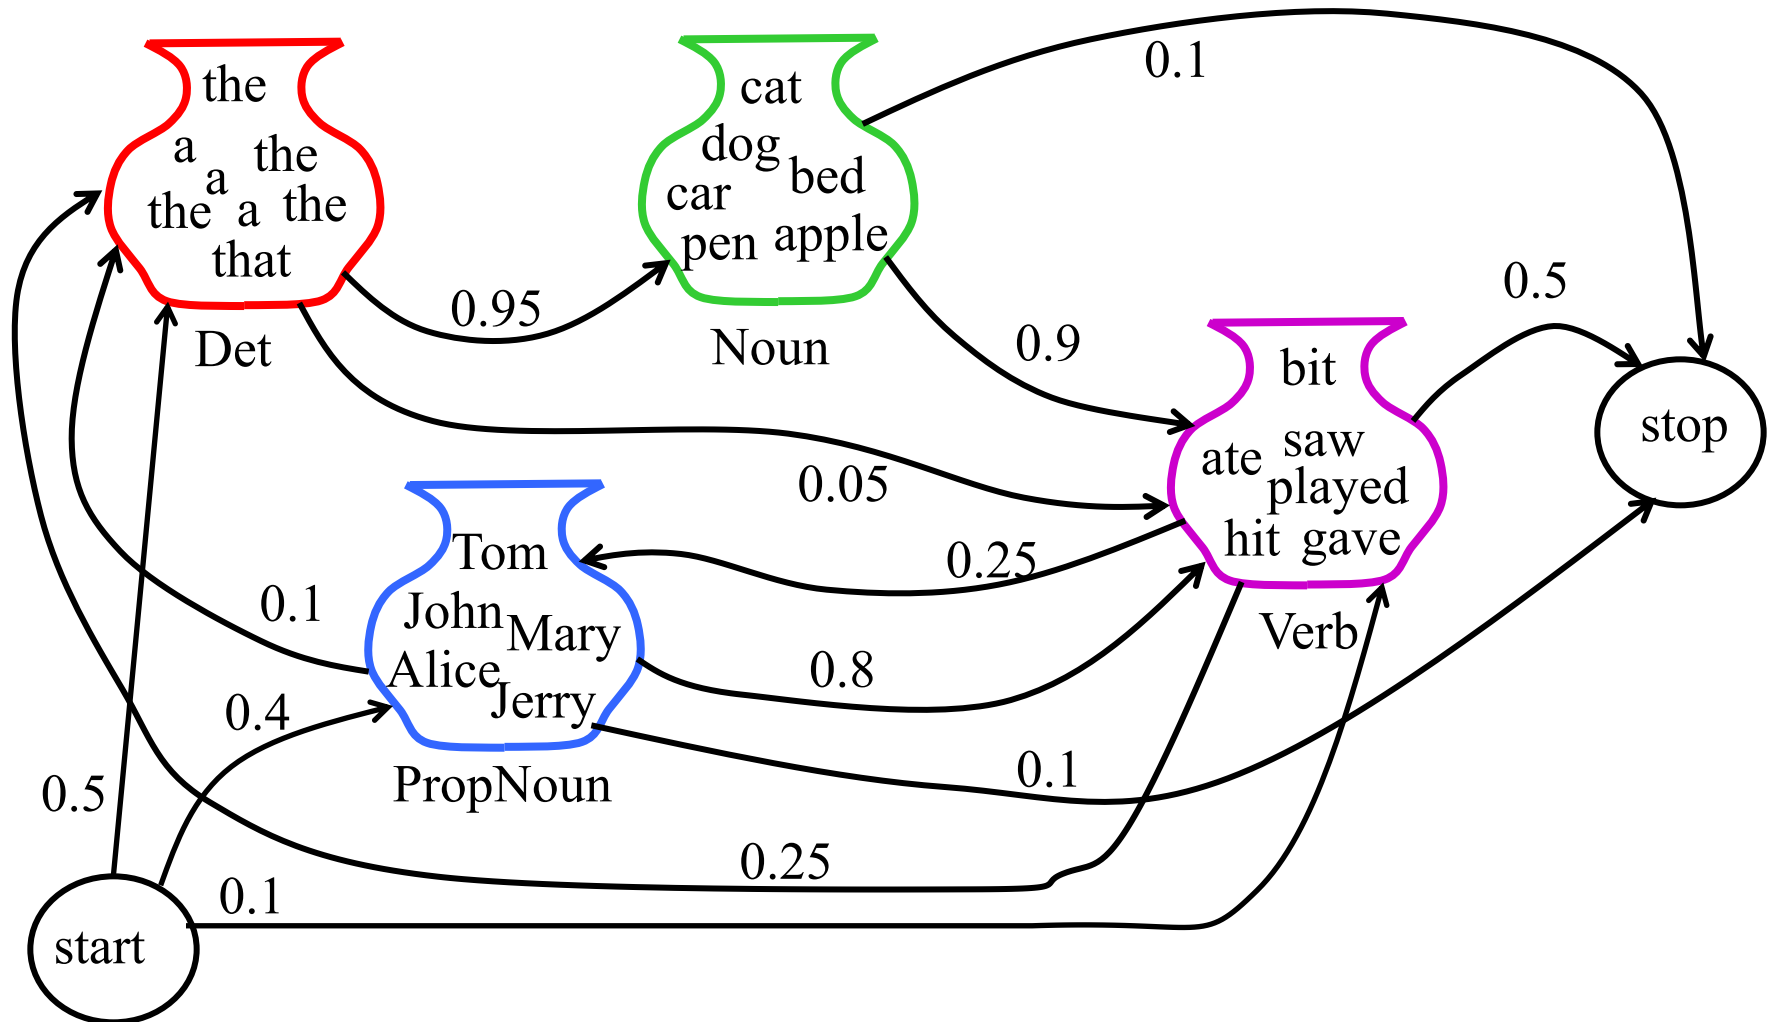 the
a the
a
the a the
that
Det
cat
dog
bed
car
pen apple
Noun
0.1
0.95
0.9
0.5
bit
saw
ate
played
hit gave
Verb
stop
0.05
0.25
Tom
John
Mary
Alice
Jerry
PropNoun
0.1
0.8
0.4
0.1
0.5
0.25
0.1
start